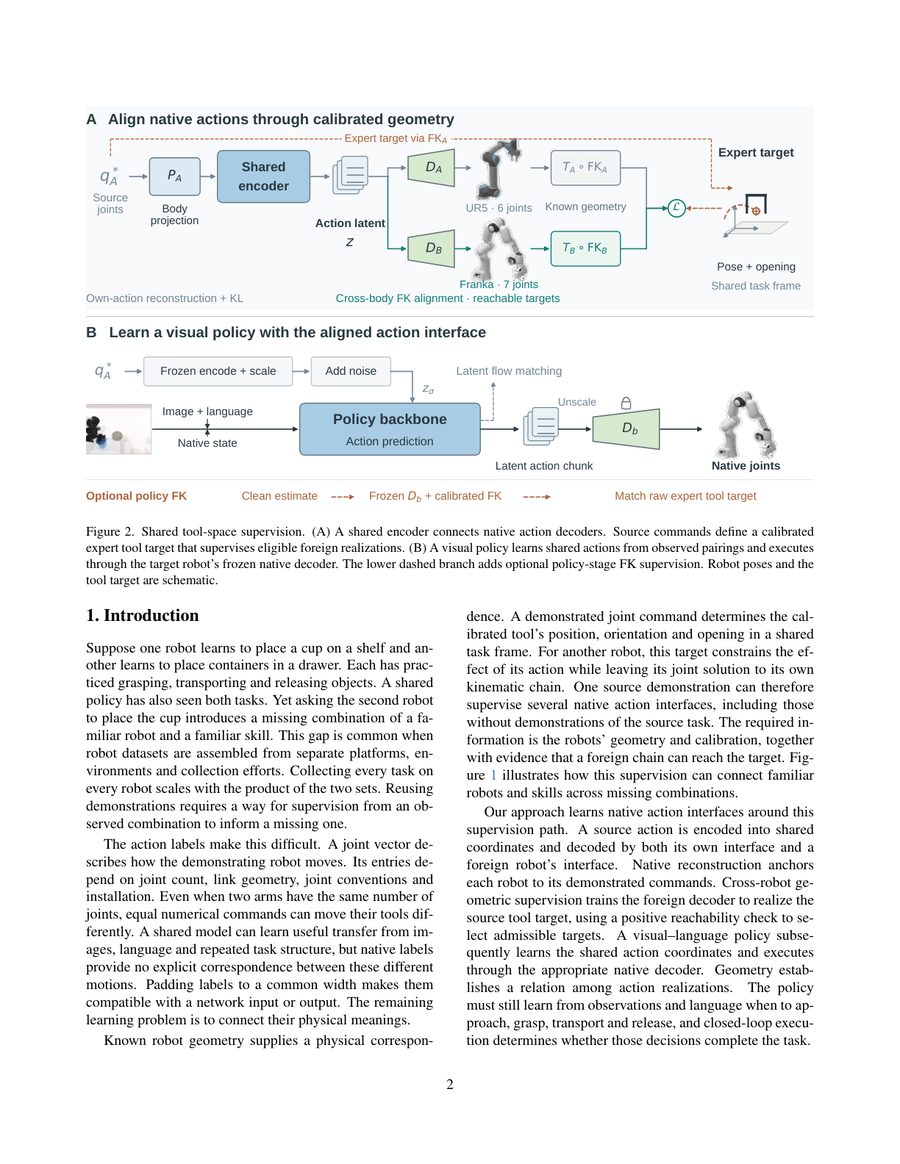 A Align native actions through calibrated geometry
Expert target via FK_A
Expert target
q*_A
P_A
Shared
encoder
D_A
T_A ∘ FK_A
Source
joints
Body
projection
UR5 · 6 joints
Known geometry
ℒ
Action latent
Z
D_B
T_B ∘ FK_B
Pose + opening
Franka · 7 joints
Shared task frame
Own-action reconstruction + KL
Cross-body FK alignment · reachable targets
B Learn a visual policy with the aligned action interface
q*_A
Frozen encode + scale
Add noise
Latent flow matching
z_σ
Unscale
Image + language
Policy backbone
Native state
Action prediction
D_b
Latent action chunk
Native joints
Optional policy FK
Clean estimate
Frozen D_b + calibrated FK
Match raw expert tool target
Figure 2. Shared tool-space supervision. (A) A shared encoder connects native action decoders. Source commands define a calibrated
expert tool target that supervises eligible foreign realizations. (B) A visual policy learns shared actions from observed pairings and executes
through the target robot's frozen native decoder. The lower dashed branch adds optional policy-stage FK supervision. Robot poses and the
tool target are schematic.
1. Introduction
Suppose one robot learns to place a cup on a shelf and an-
other learns to place containers in a drawer. Each has prac-
ticed grasping, transporting and releasing objects. A shared
policy has also seen both tasks. Yet asking the second robot
to place the cup introduces a missing combination of a fa-
miliar robot and a familiar skill. This gap is common when
robot datasets are assembled from separate platforms, en-
vironments and collection efforts. Collecting every task on
every robot scales with the product of the two sets. Reusing
demonstrations requires a way for supervision from an ob-
served combination to inform a missing one.
The action labels make this difficult. A joint vector de-
scribes how the demonstrating robot moves. Its entries de-
pend on joint count, link geometry, joint conventions and
installation. Even when two arms have the same number of
joints, equal numerical commands can move their tools dif-
ferently. A shared model can learn useful transfer from im-
ages, language and repeated task structure, but native labels
provide no explicit correspondence between these different
motions. Padding labels to a common width makes them
compatible with a network input or output. The remaining
learning problem is to connect their physical meanings.
Known robot geometry supplies a physical correspon-
dence. A demonstrated joint command determines the cal-
ibrated tool's position, orientation and opening in a shared
task frame. For another robot, this target constrains the ef-
fect of its action while leaving its joint solution to its own
kinematic chain. One source demonstration can therefore
supervise several native action interfaces, including those
without demonstrations of the source task. The required in-
formation is the robots' geometry and calibration, together
with evidence that a foreign chain can reach the target. Fig-
ure 1 illustrates how this supervision can connect familiar
robots and skills across missing combinations.
Our approach learns native action interfaces around this
supervision path. A source action is encoded into shared
coordinates and decoded by both its own interface and a
foreign robot's interface. Native reconstruction anchors
each robot to its demonstrated commands. Cross-robot ge-
ometric supervision trains the foreign decoder to realize the
source tool target, using a positive reachability check to se-
lect admissible targets. A visual–language policy subse-
quently learns the shared action coordinates and executes
through the appropriate native decoder. Geometry estab-
lishes a relation among action realizations. The policy
must still learn from observations and language when to ap-
proach, grasp, transport and release, and closed-loop execu-
tion determines whether those decisions complete the task.
2